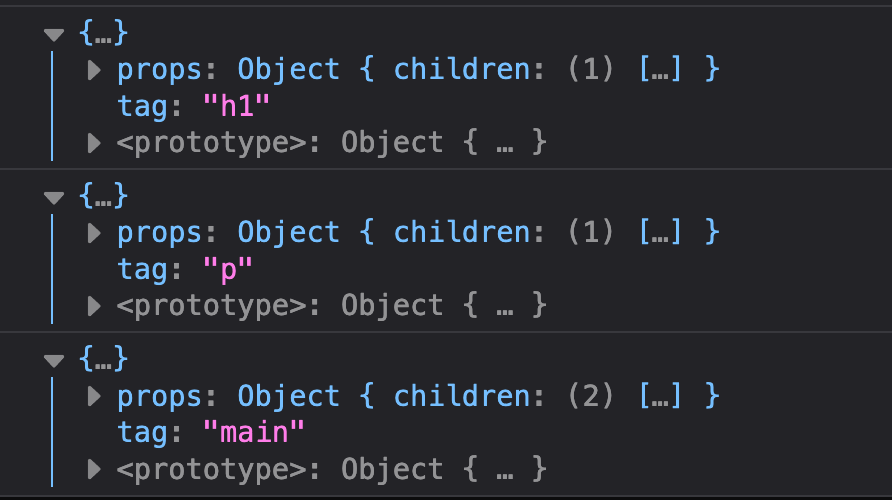 {…}
props: Object { children: (1) […] }
tag: "h1"
<prototype>: Object { … }
{…}
props: Object { children: (1) […] }
tag: "p"
<prototype>: Object { … }
{…}
props: Object { children: (2) […] }
tag: "main"
<prototype>: Object { … }